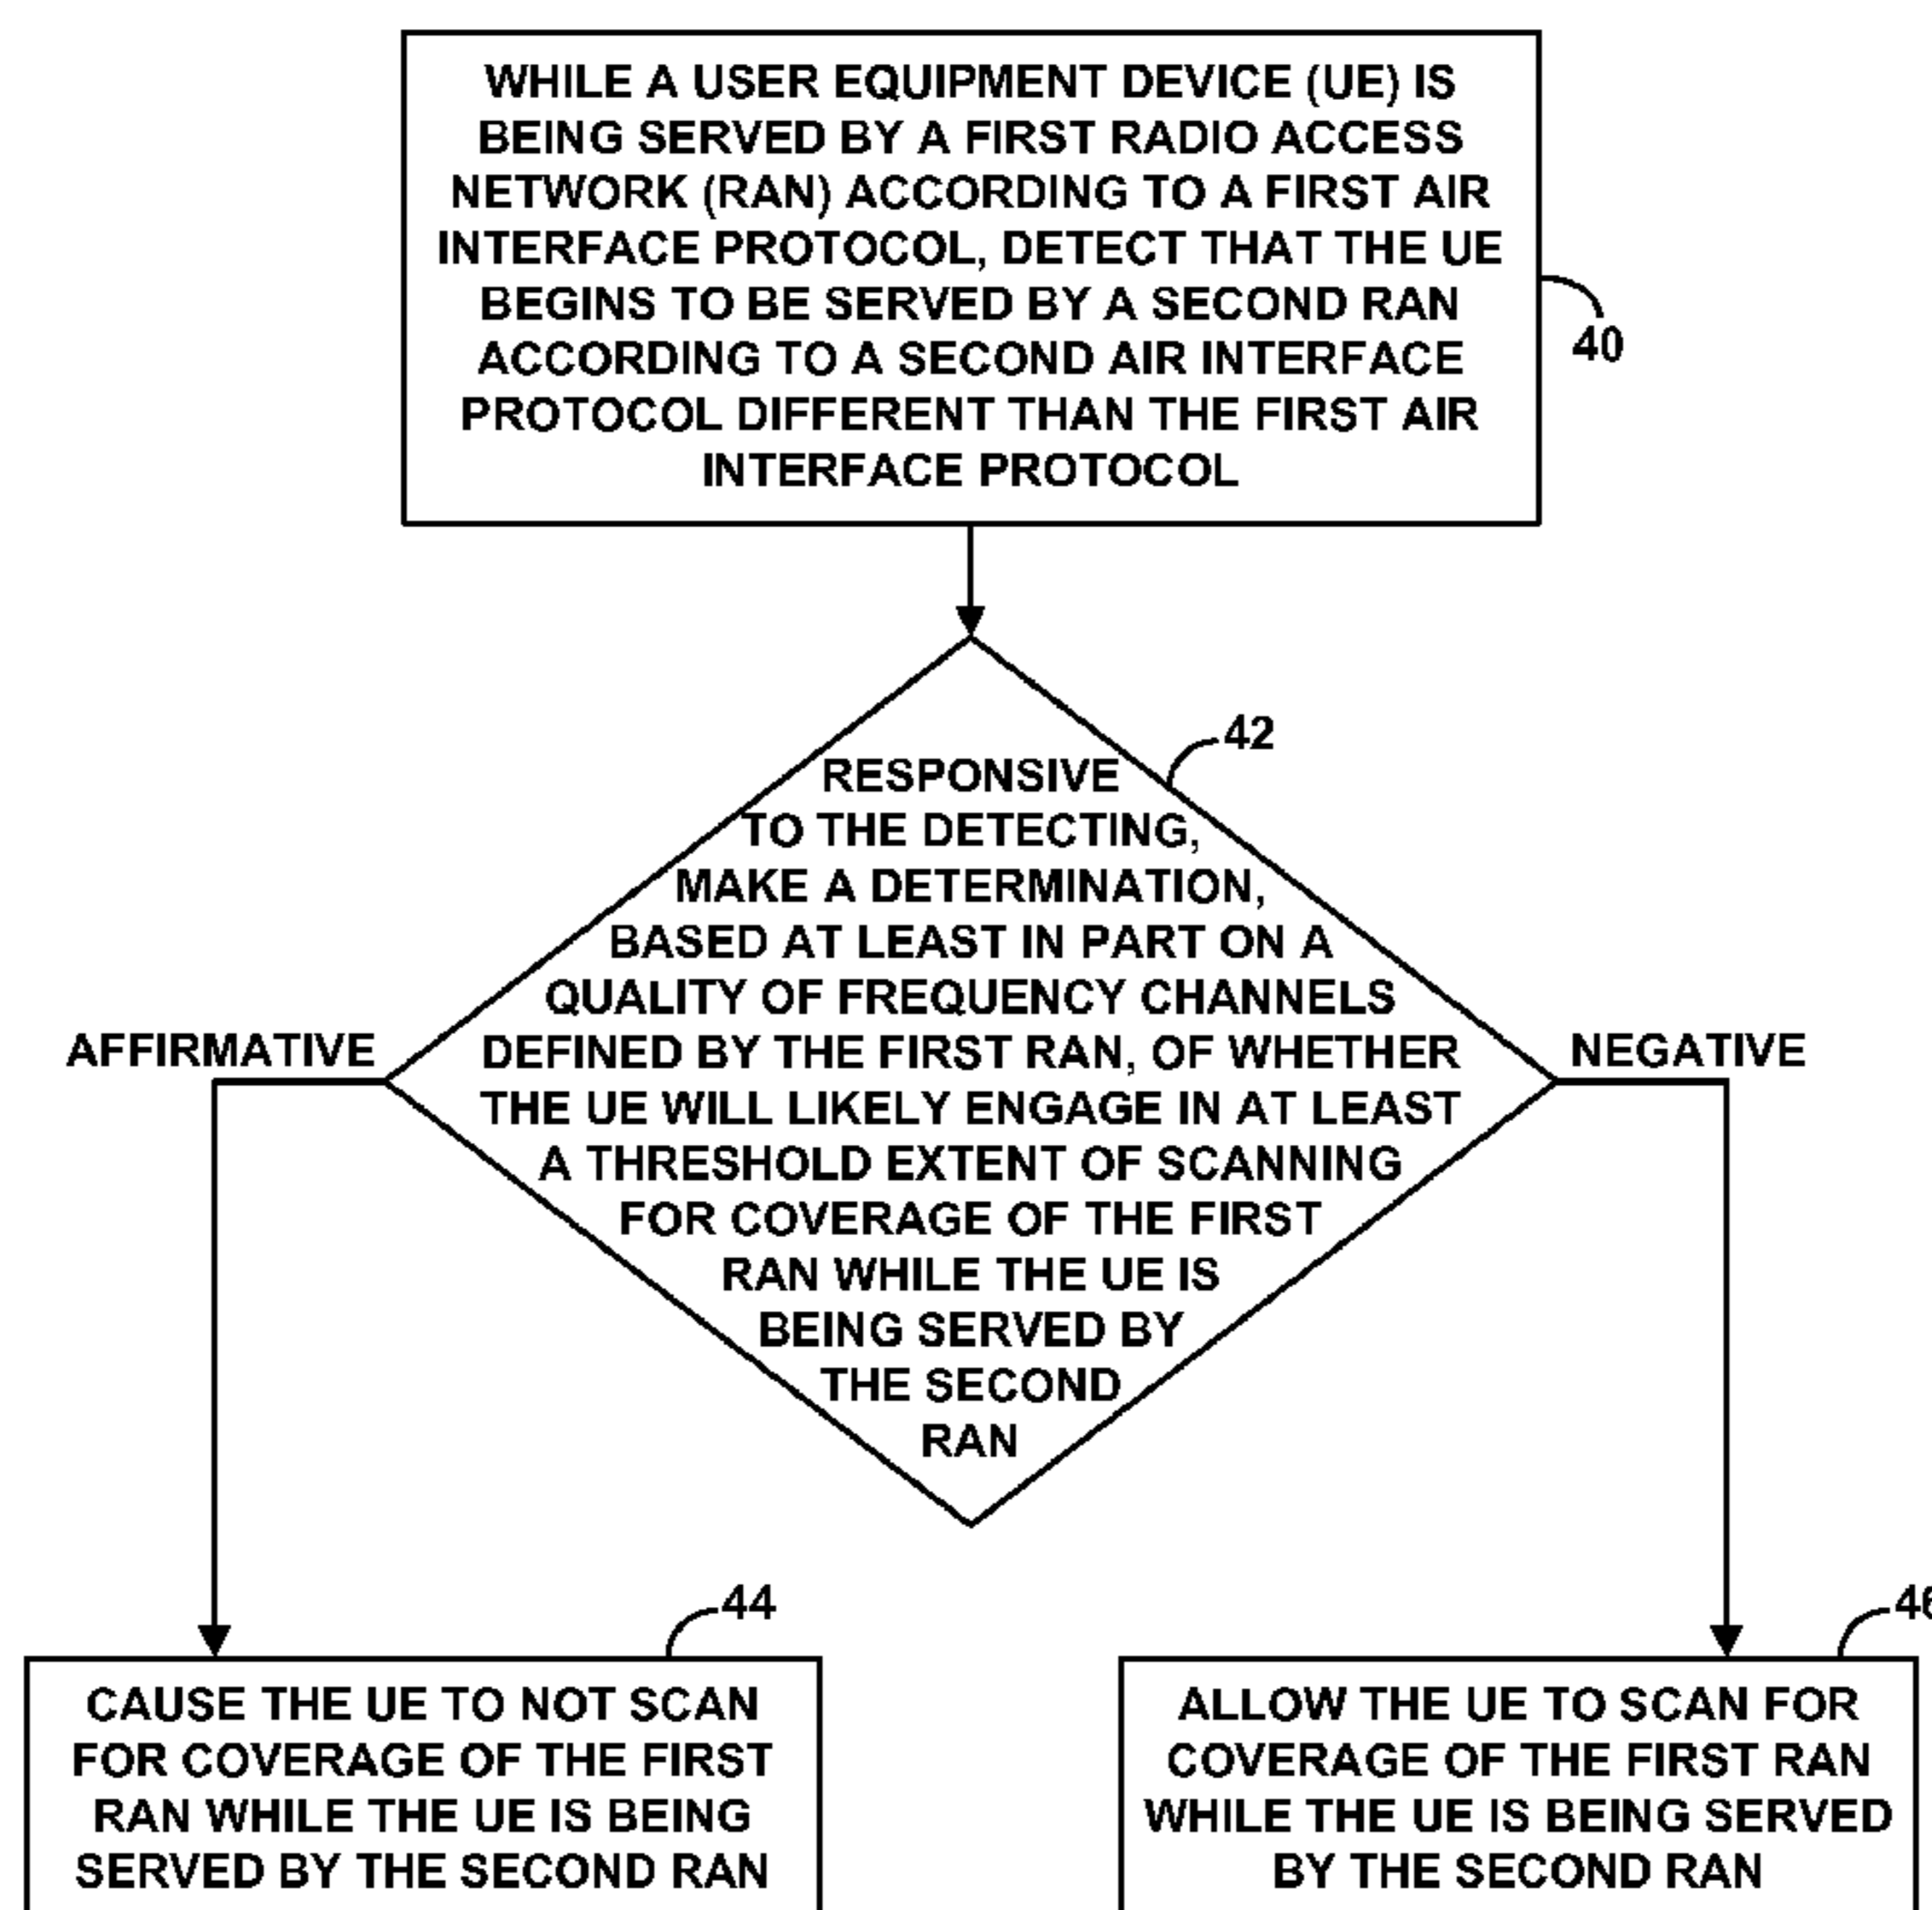 WHILE A USER EQUIPMENT DEVICE (UE) IS
BEING SERVED BY A FIRST RADIO ACCESS
NETWORK (RAN) ACCORDING TO A FIRST AIR
INTERFACE PROTOCOL, DETECT THAT THE UE
BEGINS TO BE SERVED BY A SECOND RAN
ACCORDING TO A SECOND AIR INTERFACE
PROTOCOL DIFFERENT THAN THE FIRST AIR
INTERFACE PROTOCOL
40
42
RESPONSIVE
TO THE DETECTING,
MAKE A DETERMINATION,
BASED AT LEAST IN PART ON A
QUALITY OF FREQUENCY CHANNELS
DEFINED BY THE FIRST RAN, OF WHETHER
THE UE WILL LIKELY ENGAGE IN AT LEAST
A THRESHOLD EXTENT OF SCANNING
FOR COVERAGE OF THE FIRST
RAN WHILE THE UE IS
BEING SERVED BY
THE SECOND
RAN
AFFIRMATIVE
NEGATIVE
44
CAUSE THE UE TO NOT SCAN
FOR COVERAGE OF THE FIRST
RAN WHILE THE UE IS BEING
SERVED BY THE SECOND RAN
46
ALLOW THE UE TO SCAN FOR
COVERAGE OF THE FIRST RAN
WHILE THE UE IS BEING SERVED
BY THE SECOND RAN